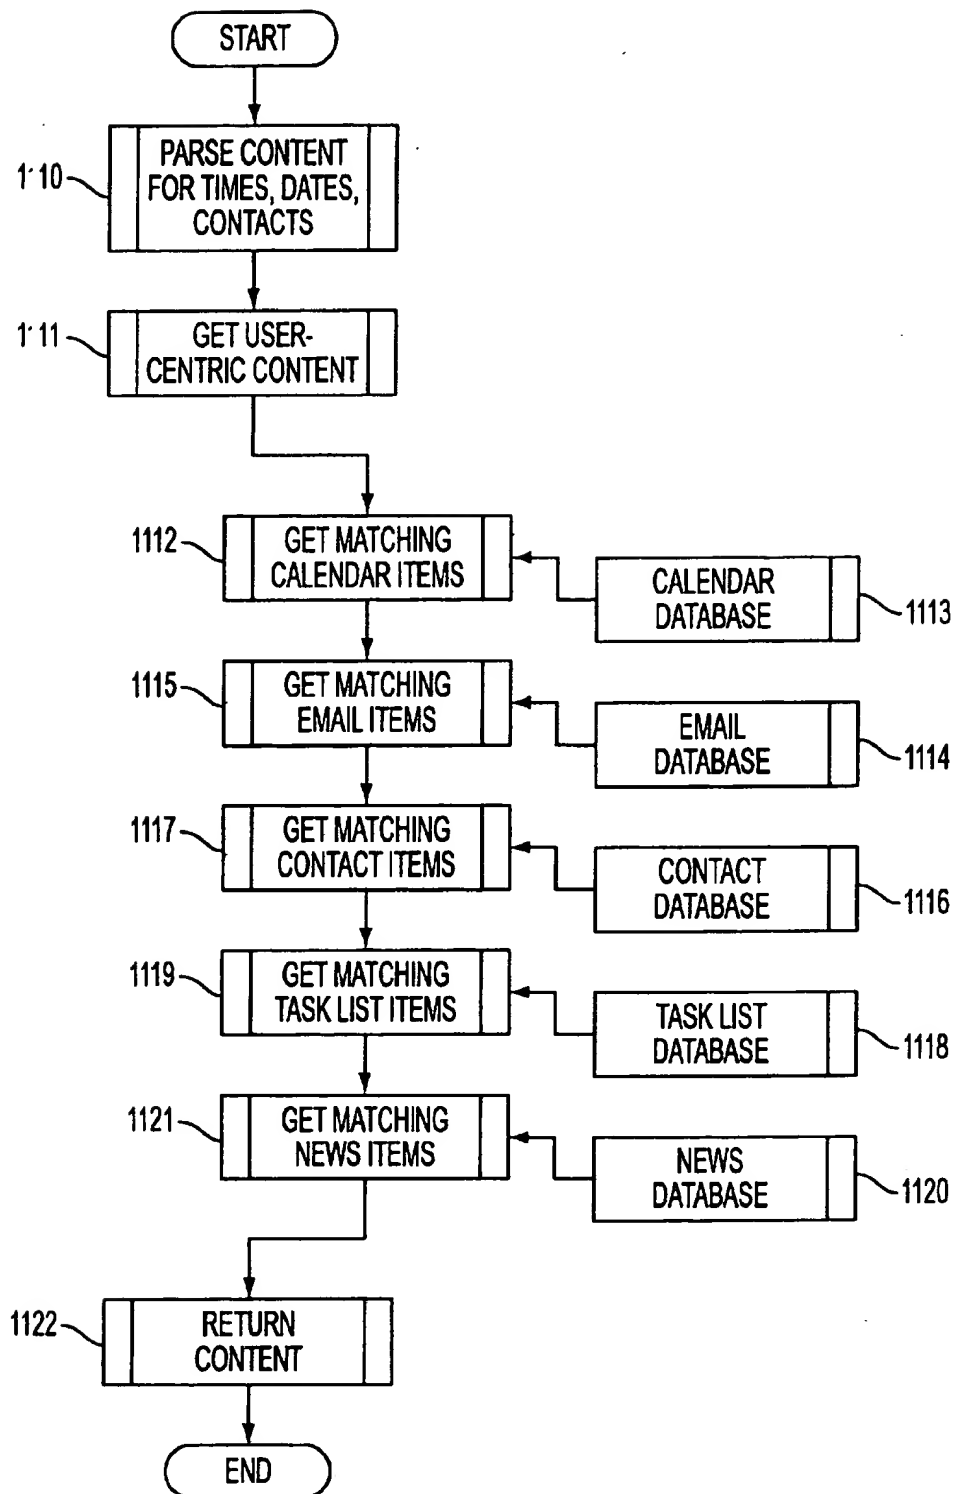 START
1110
PARSE CONTENT
FOR TIMES, DATES,
CONTACTS
1111
GET USER-
CENTRIC CONTENT
1112
GET MATCHING
CALENDAR ITEMS
CALENDAR
DATABASE
1113
1115
GET MATCHING
EMAIL ITEMS
EMAIL
DATABASE
1114
1117
GET MATCHING
CONTACT ITEMS
CONTACT
DATABASE
1116
1119
GET MATCHING
TASK LIST ITEMS
TASK LIST
DATABASE
1118
1121
GET MATCHING
NEWS ITEMS
NEWS
DATABASE
1120
1122
RETURN
CONTENT
END